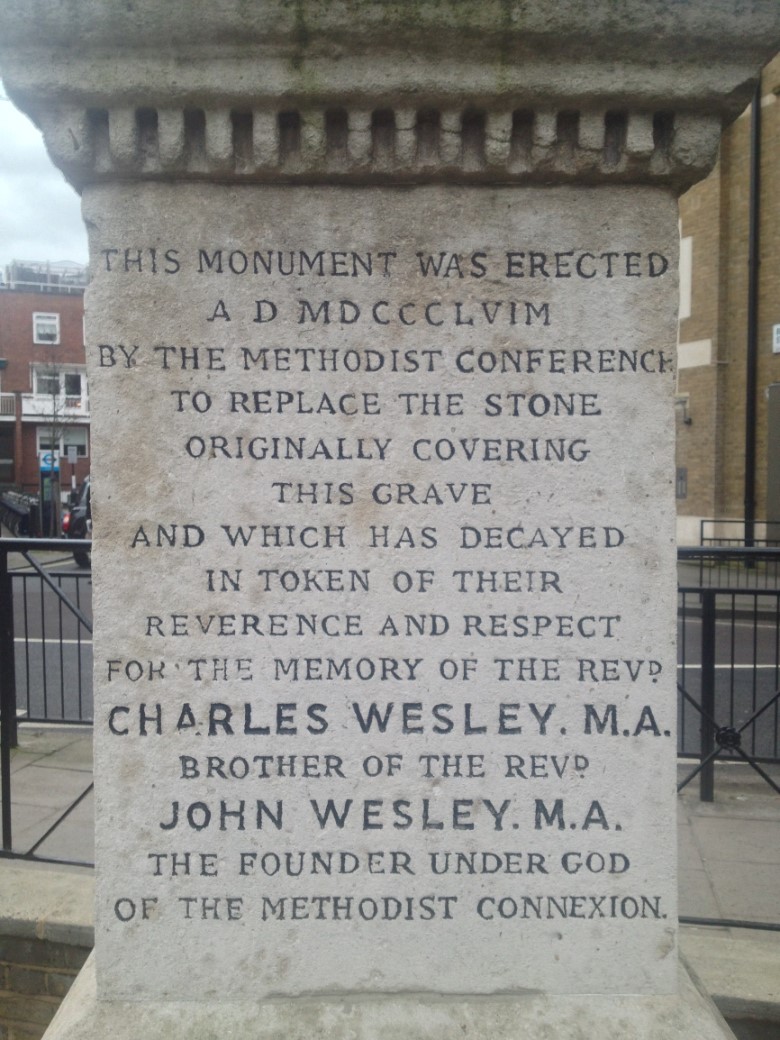 THIS MONUMENT WAS ERECTED
A D MDCCCLVIM
BY THE METHODIST CONFERENCE
TO REPLACE THE STONE
ORIGINALLY COVERING
THIS GRAVE
AND WHICH HAS DECAYED
IN TOKEN OF THEIR
REVERENCE AND RESPECT
FOR THE MEMORY OF THE REVD
CHARLES WESLEY. M.A.
BROTHER OF THE REVD
JOHN WESLEY. M.A.
THE FOUNDER UNDER GOD
OF THE METHODIST CONNEXION.